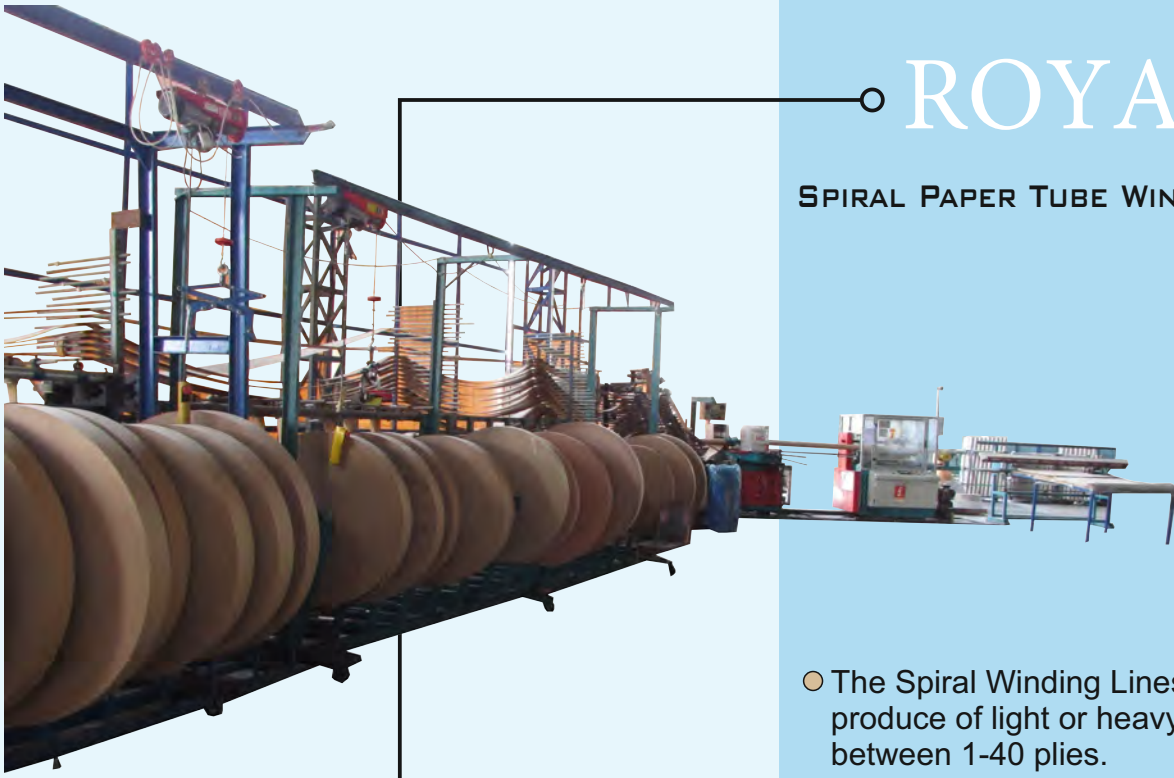 ROYA
SPIRAL PAPER TUBE WIN
The Spiral Winding Lines
produce of light or heavy
between 1-40 plies.